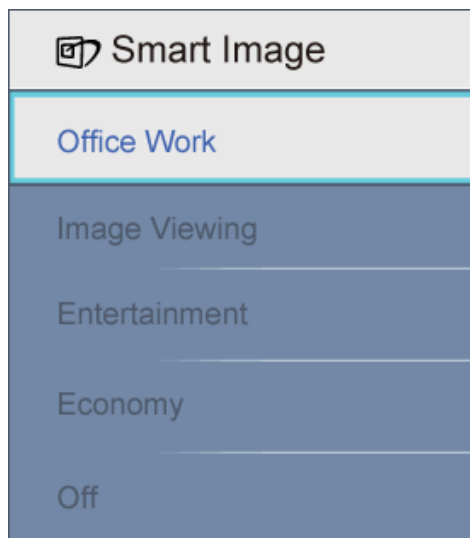 Smart Image
Office Work
Image Viewing
Entertainment
Economy
Off